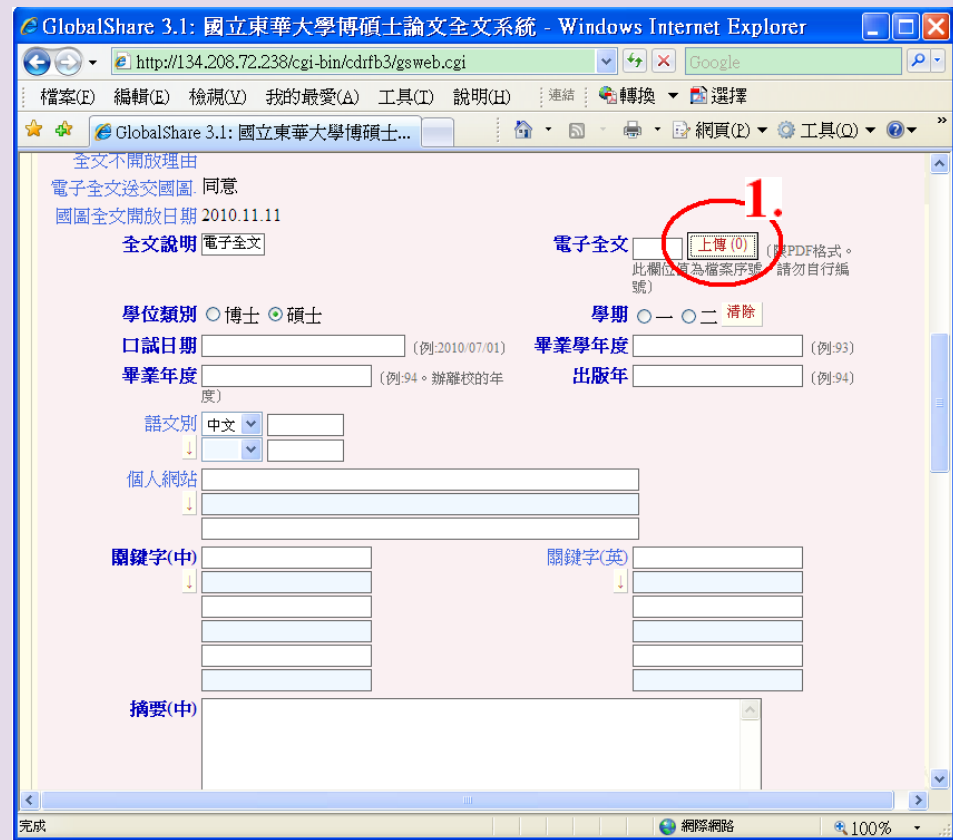 GlobalShare 3.1: 國立東華大學博碩士論文全文系統 - Windows Internet Explorer
http://134.208.72.238/cgi-bin/cdrfb3/gsweb.cgi
Google
檔案(F) 編輯(E) 檢視(V) 我的最愛(A) 工具(T) 說明(H) 連結 轉換 選擇
GlobalShare 3.1: 國立東華大學博碩士... 網頁(P) 工具(O) »
全文不開放理由
電子全文送交國圖. 同意
國圖全文開放日期 2010.11.11
1.
全文說明 電子全文 電子全文 上傳 (0) (限PDF格式。
此欄位值為檔案序號，請勿自行編
號)
學位類別 博士 碩士 學期 一 二 清除
口試日期 (例:2010/07/01) 畢業學年度 (例:93)
畢業年度 (例:94。辦離校的年 出版年 (例:94)
度)
語文別 中文
↓
個人網站
↓
關鍵字(中) 關鍵字(英)
↓ ↓
摘要(中)
完成 網際網路 100%